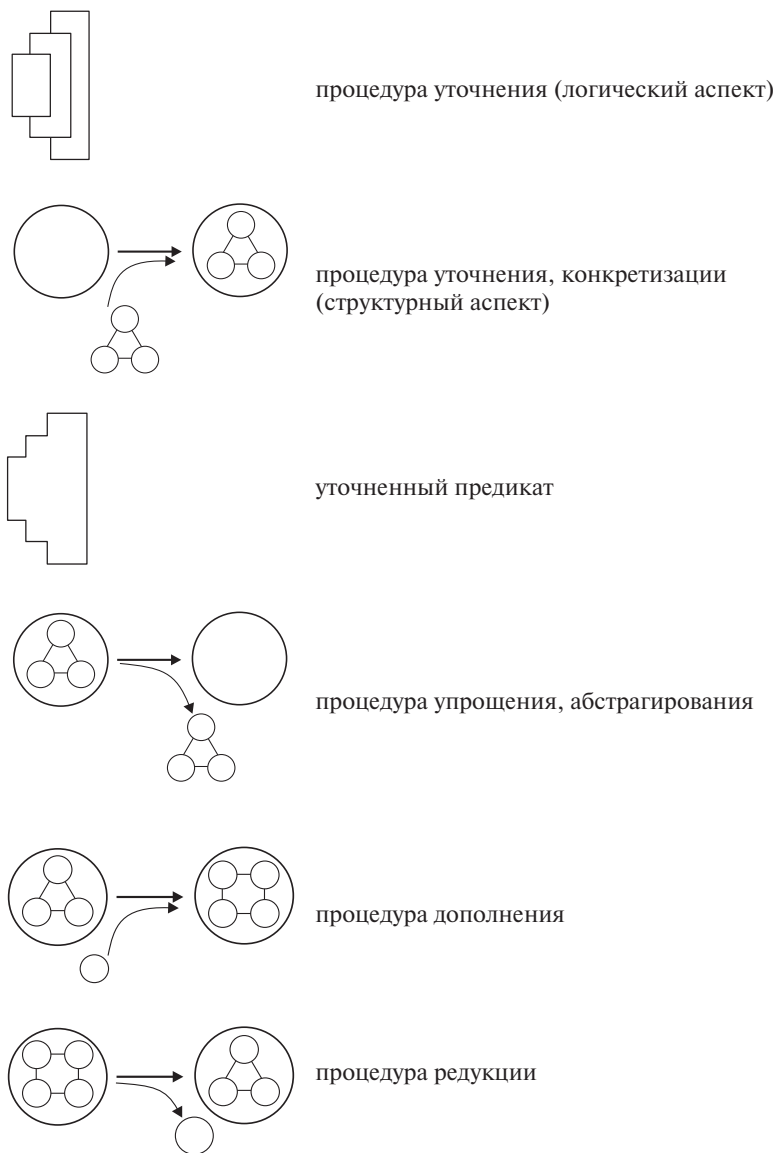 процедура уточнения (логический аспект)
процедура уточнения, конкретизации
(структурный аспект)
уточненный предикат
процедура упрощения, абстрагирования
процедура дополнения
процедура редукции